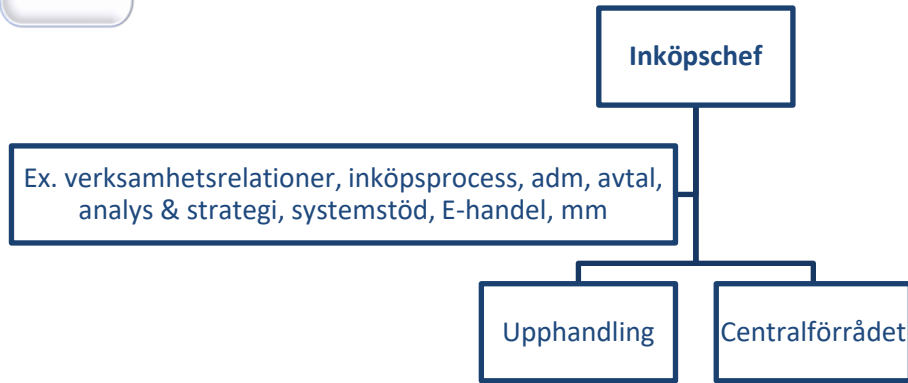 Inköpschef
Ex. verksamhetsrelationer, inköpsprocess, adm, avtal,
analys & strategi, systemstöd, E-handel, mm
Upphandling
Centralförrådet